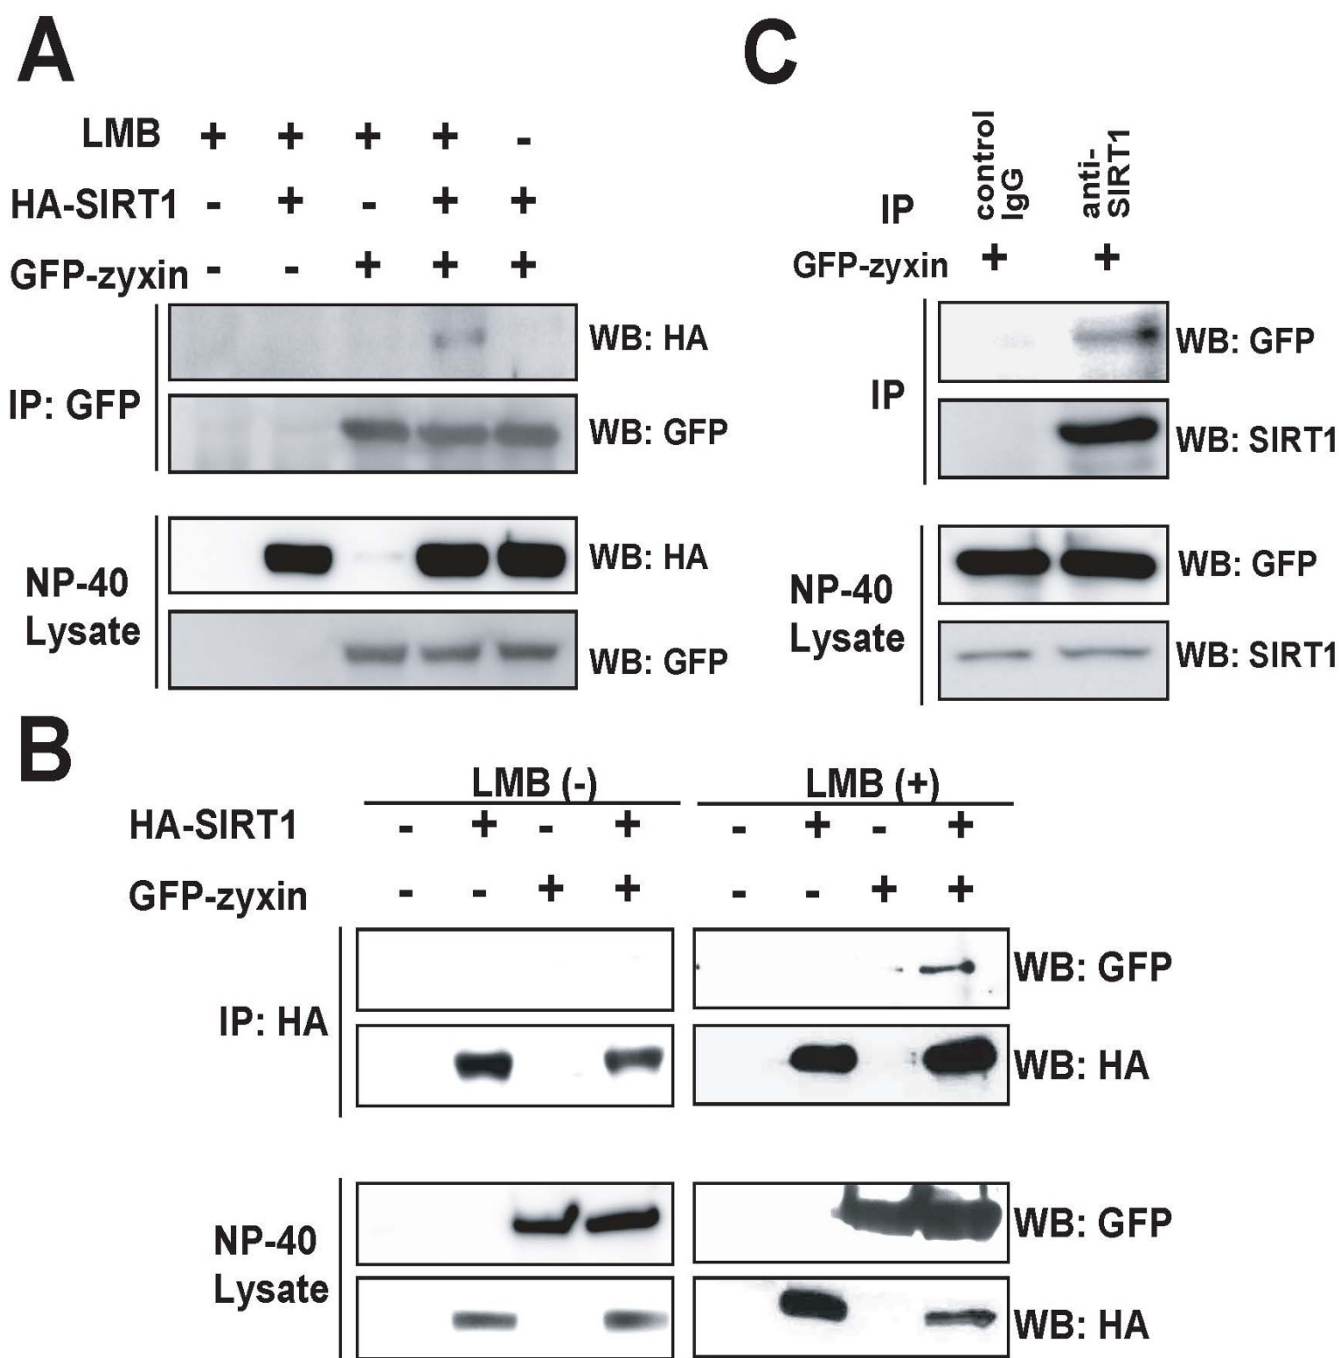 A
LMB + + + + -
HA-SIRT1 - + - + +
GFP-zyxin - - + + +
IP: GFP
WB: HA
WB: GFP
NP-40
Lysate
WB: HA
WB: GFP
C
IP
control
IgG
anti-
SIRT1
GFP-zyxin + +
IP
WB: GFP
WB: SIRT1
NP-40
Lysate
WB: GFP
WB: SIRT1
B
LMB (-) LMB (+)
HA-SIRT1 - + - + - + - +
GFP-zyxin - - + + - - + +
IP: HA
WB: GFP
WB: HA
NP-40
Lysate
WB: GFP
WB: HA